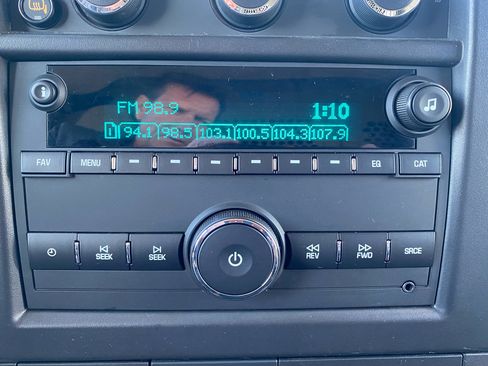 FM 98.9 1:10
1 94.1 98.5 103.1 100.5 104.3 107.9
FAV MENU EQ CAT
SEEK SEEK REV FWD SRCE